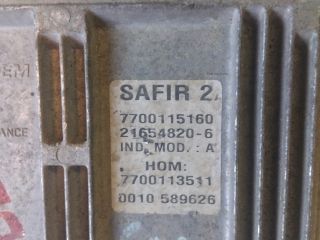 SAFIR 2
7700115160
21654820-6
IND. MOD. : A
HOM:
7700113511
0010 589626